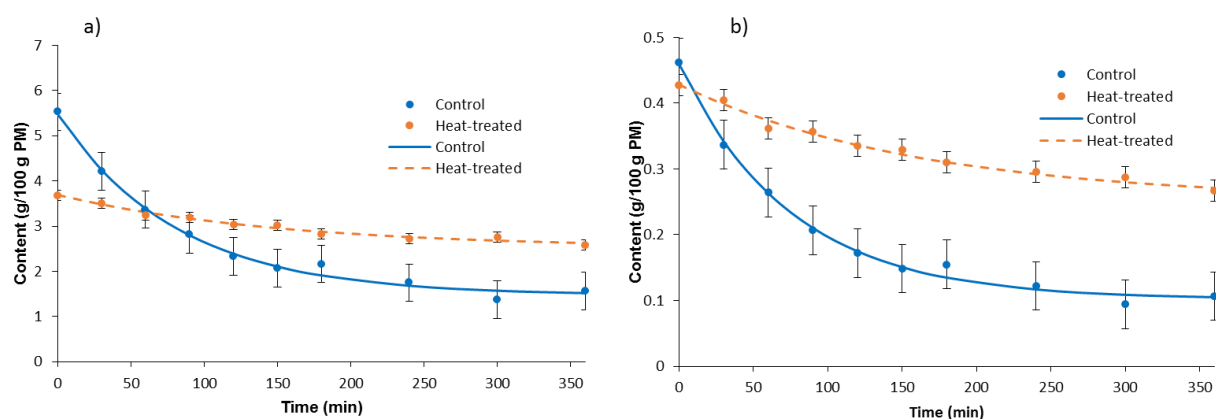 a)
7
6
5
4
3
2
1
0
Content (g/100 g PM)
Control
Heat-treated
Control
Heat-treated
0 50 100 150 200 250 300 350
Time (min)
b)
0.5
0.4
0.3
0.2
0.1
0
Content (g/100 g PM)
Control
Heat-treated
Control
Heat-treated
0 50 100 150 200 250 300 350
Time (min)